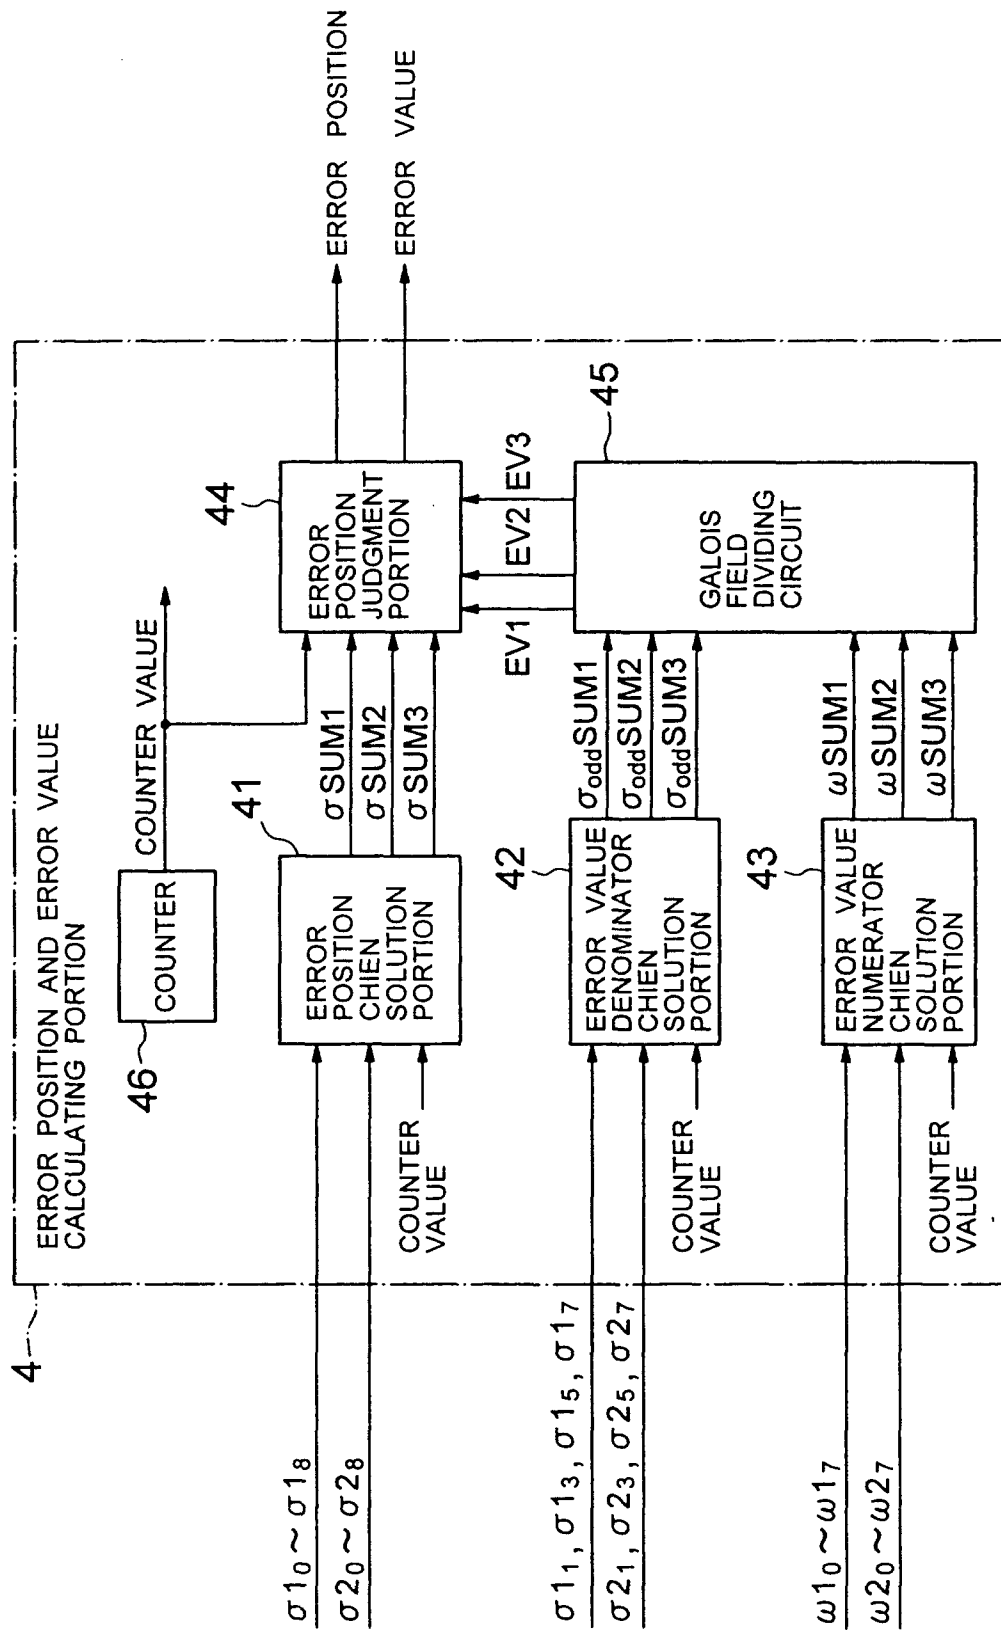 ERROR POSITION AND ERROR VALUE
CALCULATING PORTION
4
46
COUNTER
COUNTER VALUE
41
ERROR
POSITION
CHIEN
SOLUTION
PORTION
σ1₀~σ1₈
σ2₀~σ2₈
COUNTER
VALUE
σSUM1
σSUM2
σSUM3
44
ERROR
POSITION
JUDGMENT
PORTION
ERROR POSITION
ERROR VALUE
EV1
EV2
EV3
42
ERROR VALUE
DENOMINATOR
CHIEN
SOLUTION
PORTION
σ1₁, σ1₃, σ1₅, σ1₇
σ2₁, σ2₃, σ2₅, σ2₇
COUNTER
VALUE
σoddSUM1
σoddSUM2
σoddSUM3
45
GALOIS
FIELD
DIVIDING
CIRCUIT
43
ERROR VALUE
NUMERATOR
CHIEN
SOLUTION
PORTION
ω1₀~ω1₇
ω2₀~ω2₇
COUNTER
VALUE
ωSUM1
ωSUM2
ωSUM3